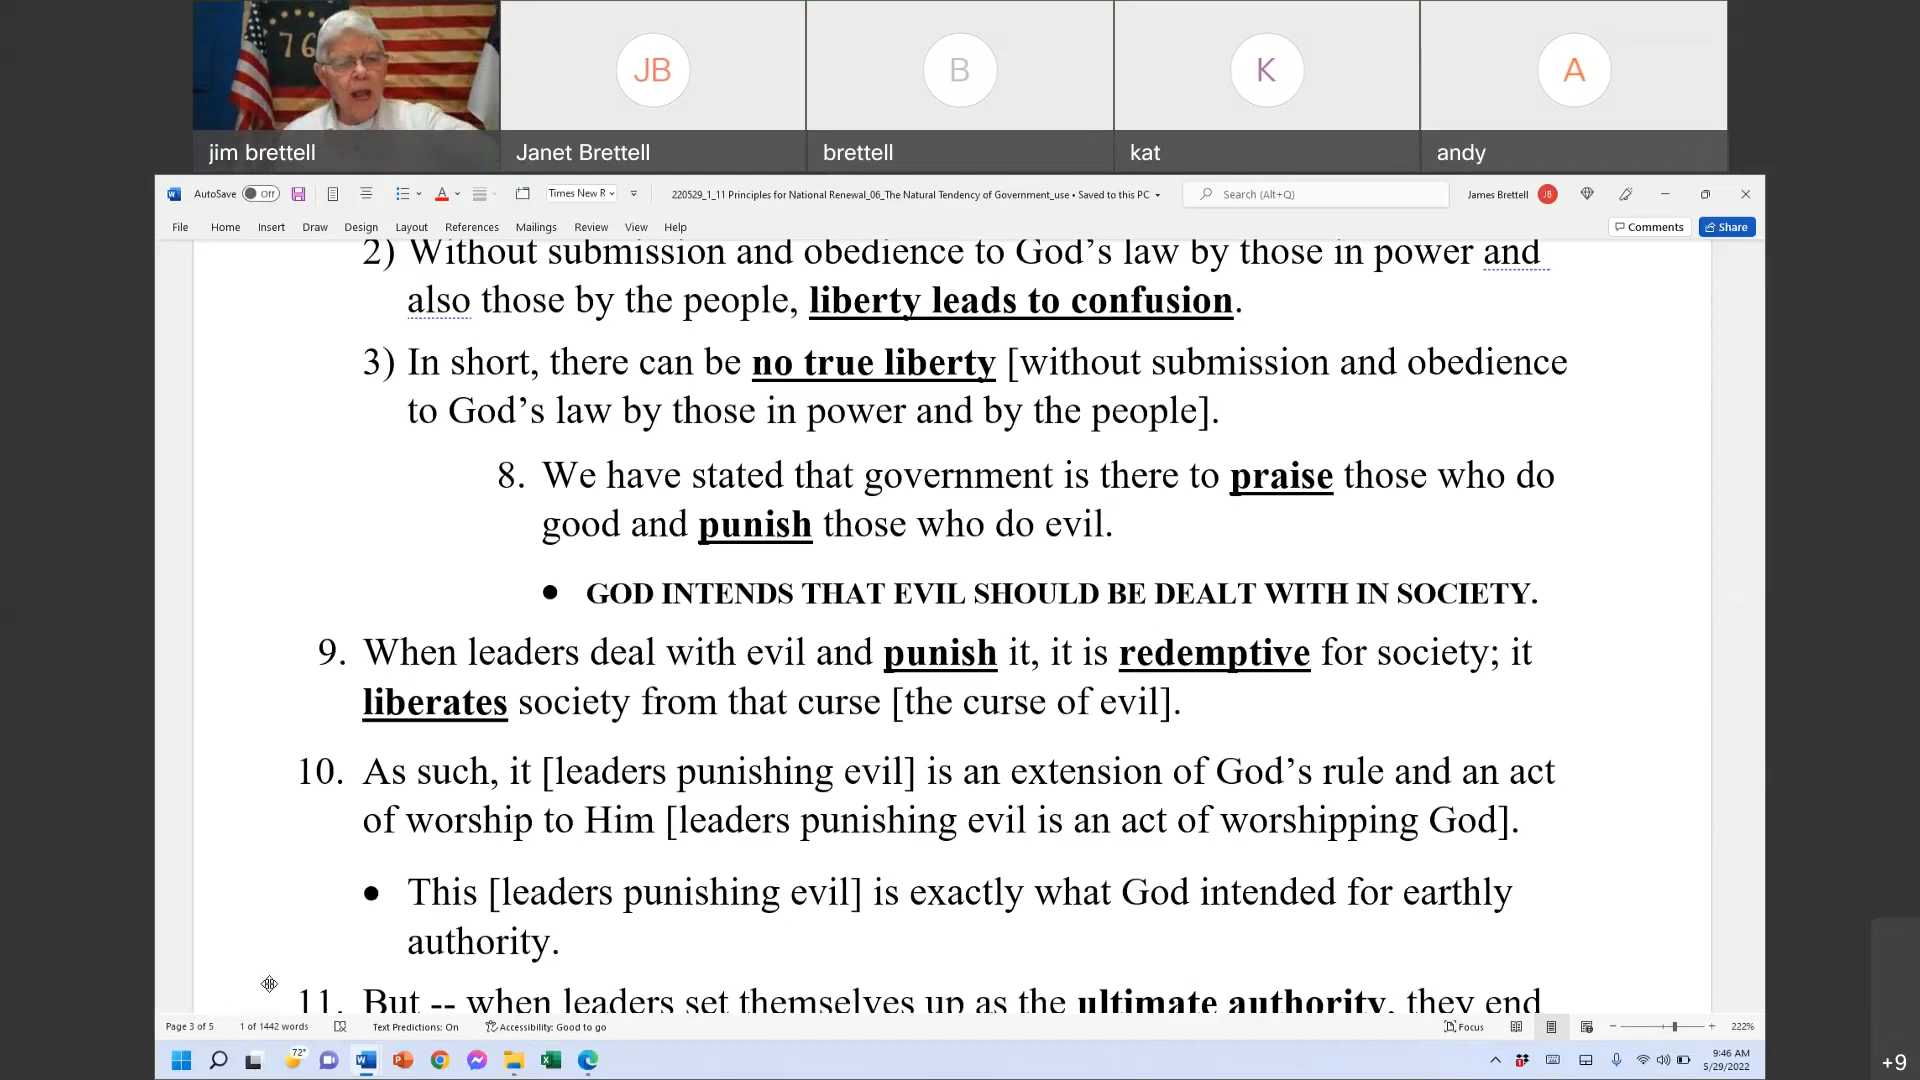 76
JB
B
K
A
jim brettell
Janet Brettell
brettell
kat
andy
AutoSave Off
Times New R
220529_1_11 Principles for National Renewal_06_The Natural Tendency of Government_use • Saved to this PC
Search (Alt+Q)
James Brettell JB
File Home Insert Draw Design Layout References Mailings Review View Help
Comments Share
2) Without submission and obedience to God’s law by those in power and
also those by the people, liberty leads to confusion.
3) In short, there can be no true liberty [without submission and obedience
to God’s law by those in power and by the people].
8. We have stated that government is there to praise those who do
good and punish those who do evil.
• GOD INTENDS THAT EVIL SHOULD BE DEALT WITH IN SOCIETY.
9. When leaders deal with evil and punish it, it is redemptive for society; it
liberates society from that curse [the curse of evil].
10. As such, it [leaders punishing evil] is an extension of God’s rule and an act
of worship to Him [leaders punishing evil is an act of worshipping God].
• This [leaders punishing evil] is exactly what God intended for earthly
authority.
11. But -- when leaders set themselves up as the ultimate authority, they end
Page 3 of 5 1 of 1442 words Text Predictions: On Accessibility: Good to go Focus 222%
72°
9:46 AM
5/29/2022
+9